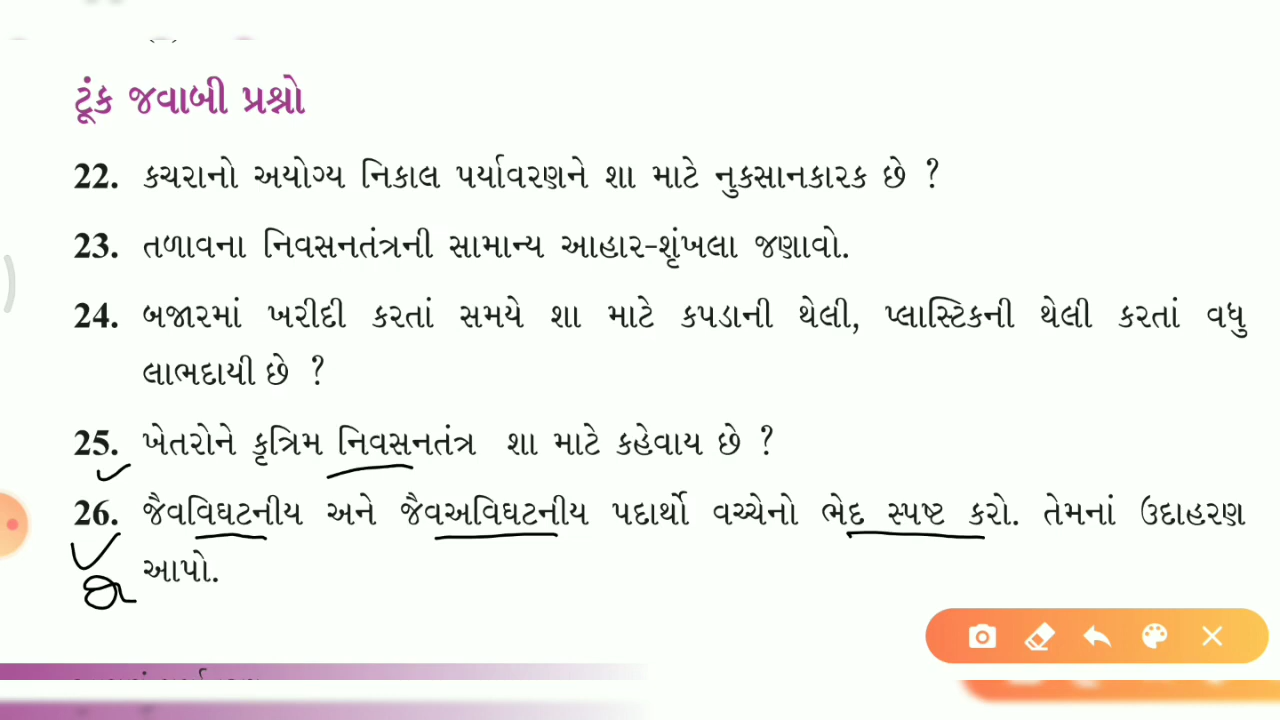 ટૂંક જવાબી પ્રશ્નો
22. કચરાનો અયોગ્ય નિકાલ પર્યાવરણને શા માટે નુકસાનકારક છે ?
23. તળાવના નિવસનતંત્રની સામાન્ય આહાર-શૃંખલા જણાવો.
24. બજારમાં ખરીદી કરતાં સમયે શા માટે કપડાની થેલી, પ્લાસ્ટિકની થેલી કરતાં વધુ
લાભદાયી છે ?
25. ખેતરોને કૃત્રિમ નિવસનતંત્ર શા માટે કહેવાય છે ?
26. જૈવવિઘટનીય અને જૈવઅવિઘટનીય પદાર્થો વચ્ચેનો ભેદ સ્પષ્ટ કરો. તેમનાં ઉદાહરણ
આપો.